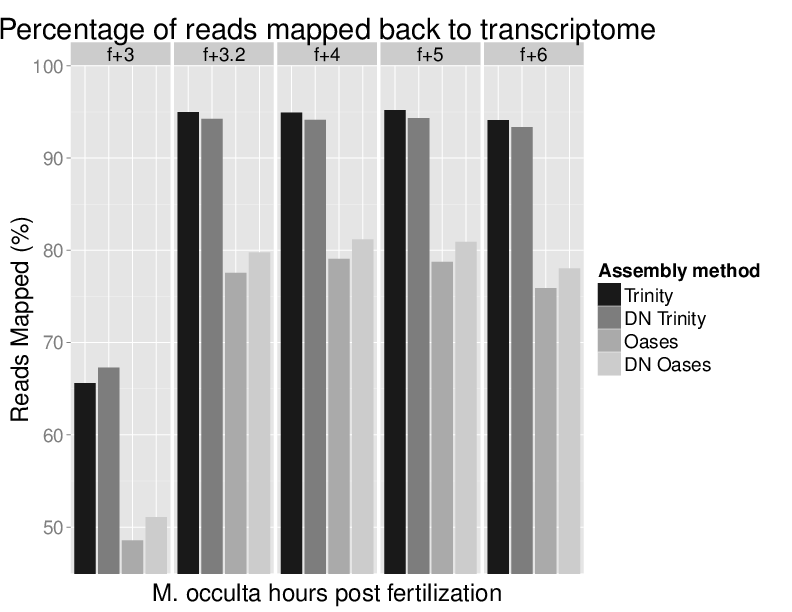 Percentage of reads mapped back to transcriptome
f+3 f+3.2 f+4 f+5 f+6
100
90
80
70
60
50
Reads Mapped (%)
M. occulta hours post fertilization
Assembly method
Trinity
DN Trinity
Oases
DN Oases